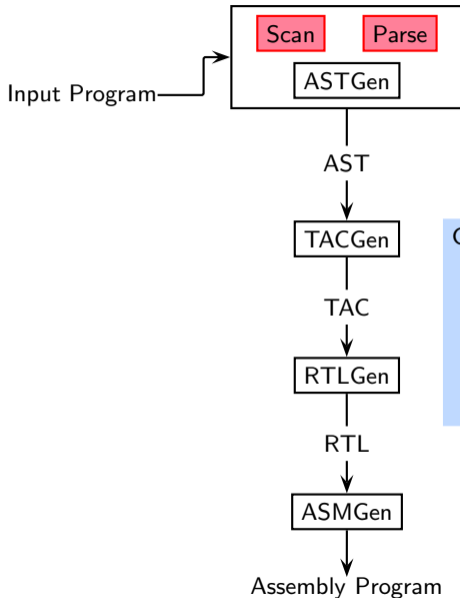 Scan Parse
Input Program
ASTGen
AST
TACGen
TAC
RTLGen
RTL
ASMGen
Assembly Program